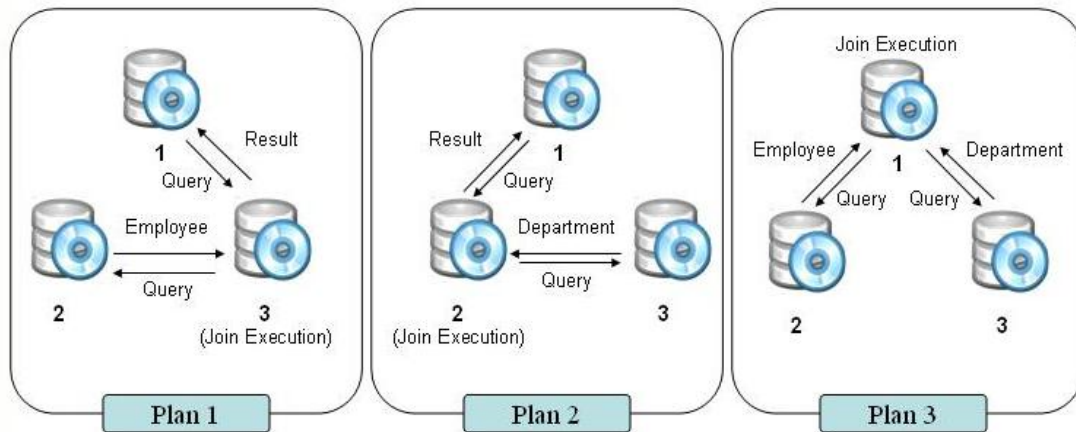 1
Result
Query
Employee
Query
2
3
(Join Execution)
Plan 1
1
Result
Query
Department
Query
2
(Join Execution)
3
Plan 2
Join Execution
1
Employee
Department
Query
Query
2
3
Plan 3